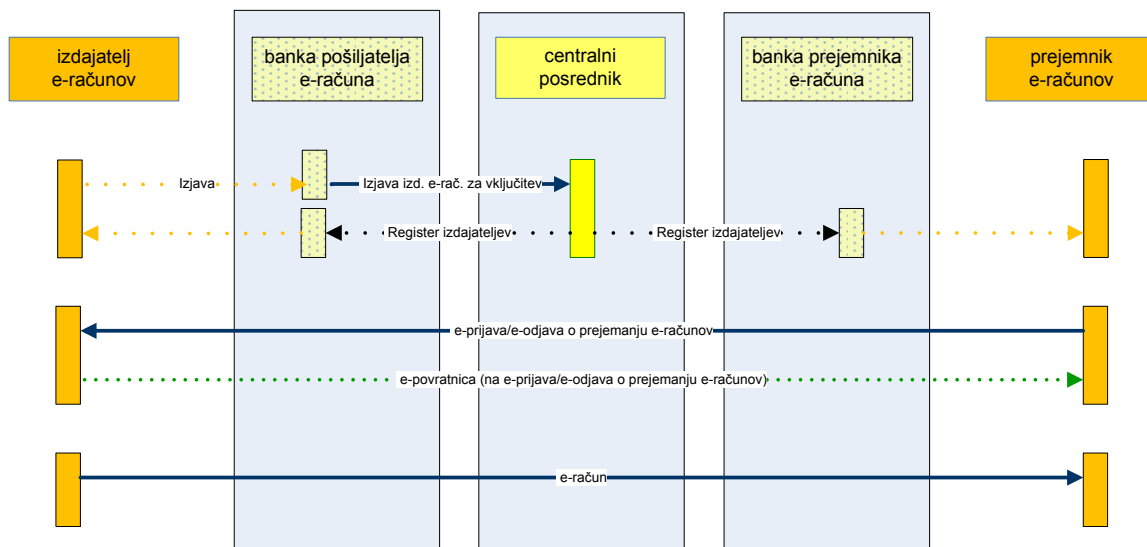 izdajatelj
e-računov
banka pošiljatelja
e-računa
centralni
posrednik
banka prejemnika
e-računa
prejemnik
e-računov
Izjava
Izjava izd. e-rač. za vključitev
Register izdajateljev
Register izdajateljev
e-prijava/e-odjava o prejemanju e-računov
e-povratnica (na e-prijava/e-odjava o prejemanju e-računov)
e-račun